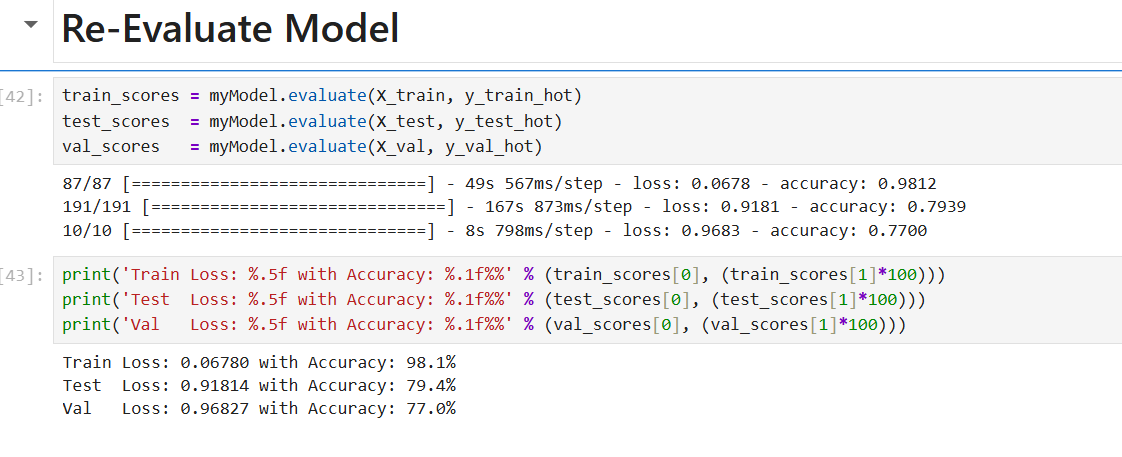 Re-Evaluate Model
[42]:
train_scores = myModel.evaluate(X_train, y_train_hot)
test_scores  = myModel.evaluate(X_test, y_test_hot)
val_scores   = myModel.evaluate(X_val, y_val_hot)
87/87 [==============================] - 49s 567ms/step - loss: 0.0678 - accuracy: 0.9812
191/191 [==============================] - 167s 873ms/step - loss: 0.9181 - accuracy: 0.7939
10/10 [==============================] - 8s 798ms/step - loss: 0.9683 - accuracy: 0.7700
[43]:
print('Train Loss: %.5f with Accuracy: %.1f%%' % (train_scores[0], (train_scores[1]*100)))
print('Test  Loss: %.5f with Accuracy: %.1f%%' % (test_scores[0], (test_scores[1]*100)))
print('Val   Loss: %.5f with Accuracy: %.1f%%' % (val_scores[0], (val_scores[1]*100)))
Train Loss: 0.06780 with Accuracy: 98.1%
Test  Loss: 0.91814 with Accuracy: 79.4%
Val   Loss: 0.96827 with Accuracy: 77.0%